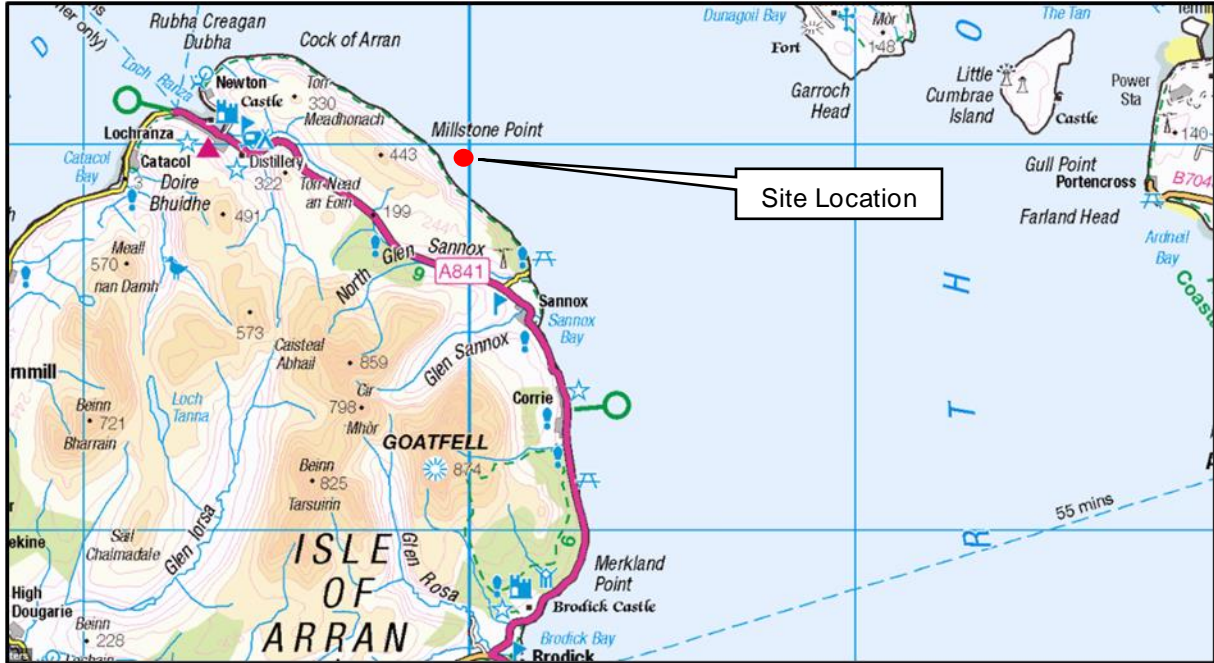 Rubha Creagan
Dubha
Cock of Arran
Loch Ranza
Newton
Castle
Torr
330
Meadhonach
Lochranza
Catacol
Bay
Catacol
Distillery
322
443
Millstone Point
Site Location
3
Doire
Bhuidhe
491
Torr-Nead
an Eoin
199
244
Meall
570
nan Damh
North Glen Sannox
9
A841
Sannox
Sannox
Bay
573
Caisteal
Abhail
859
Glen Sannox
Cir
798
Mhòr
Corrie
Loch
Tanna
Beinn
721
Bharrain
GOATFELL
874
Beinn
825
Tarsuirin
Sail
Chalmadale
Glen Iorsa
Glen Rosa
ISLE
OF
ARRAN
9
High
Dougarie
Beinn
228
Merkland
Point
Brodick Castle
Brodick Bay
Brodick
Dunagoil Bay
Fort
Mòr
148
Garroch
Head
The Tan
Little
Cumbrae
Island
Castle
Power
Sta
140
Gull Point
Portencross
Farland Head
Ardneil
Bay
D
O
H
T
R
55 mins